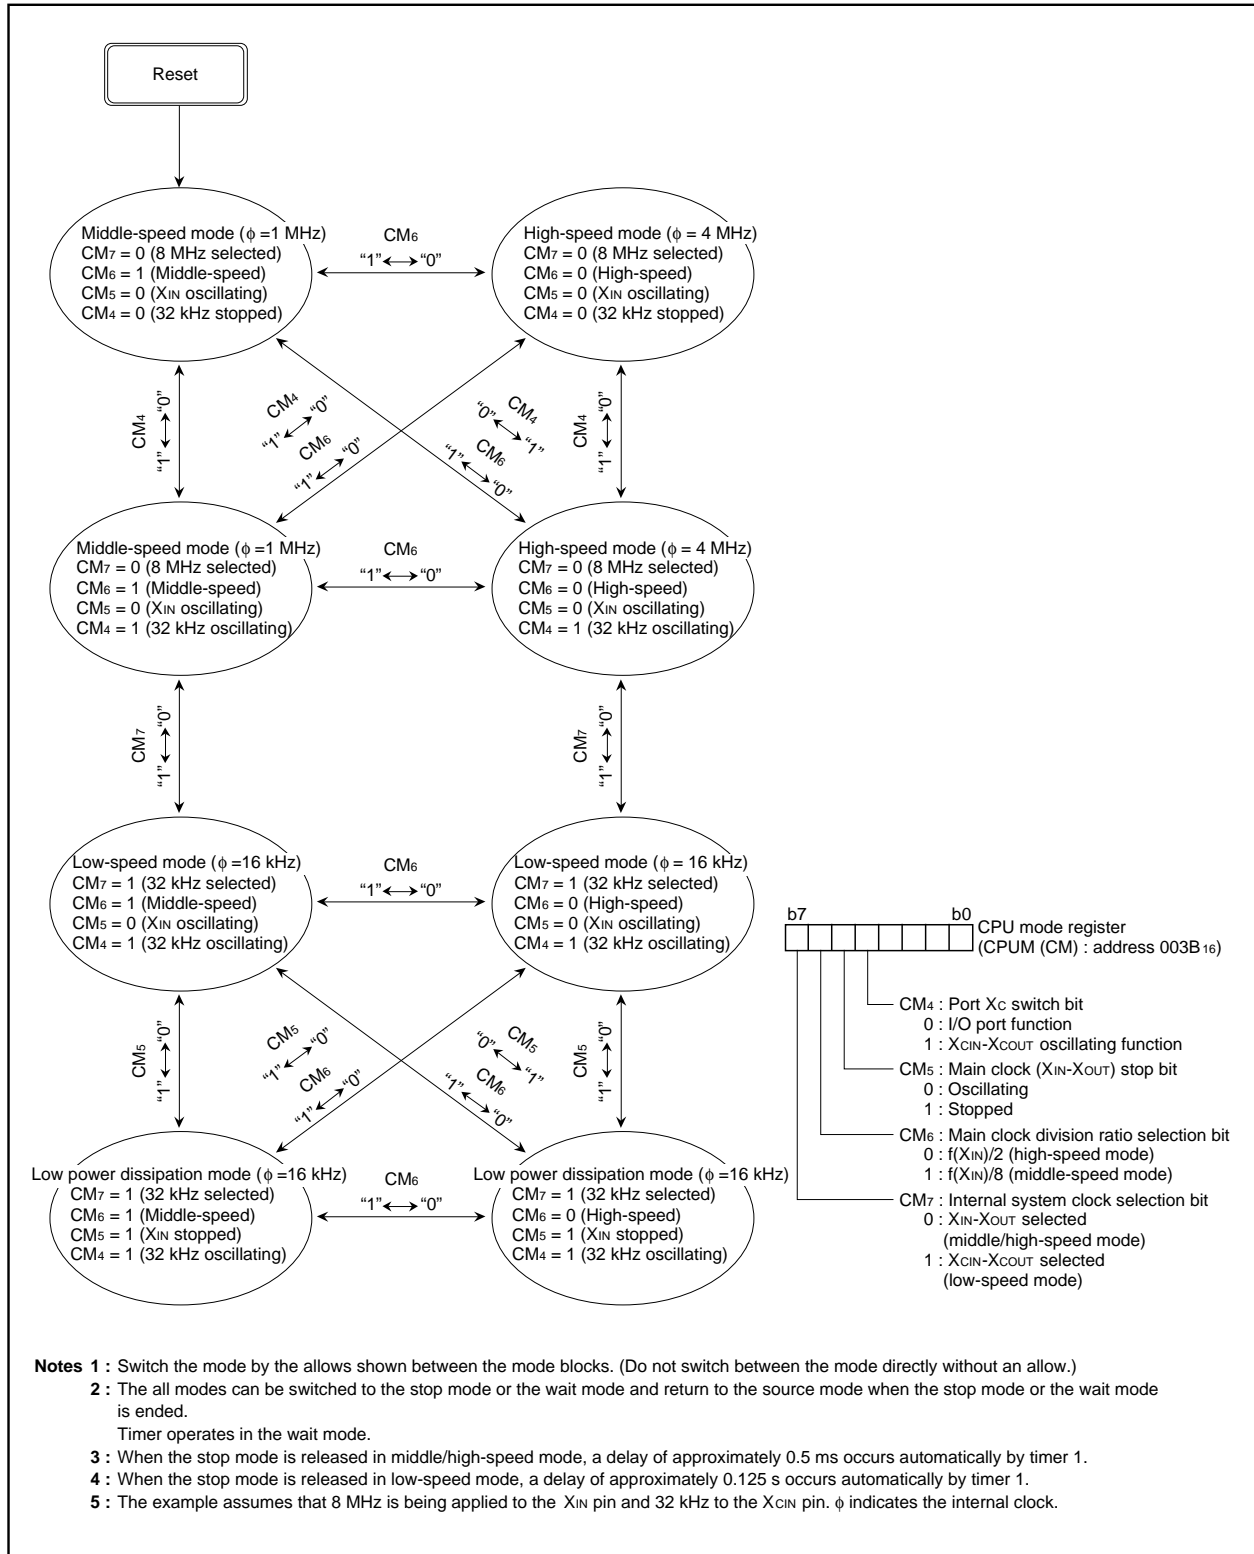 Reset
Middle-speed mode (ϕ =1 MHz)
CM7 = 0 (8 MHz selected)
CM6 = 1 (Middle-speed)
CM5 = 0 (XIN oscillating)
CM4 = 0 (32 kHz stopped)
CM6
“1” ⟷ “0”
High-speed mode (ϕ = 4 MHz)
CM7 = 0 (8 MHz selected)
CM6 = 0 (High-speed)
CM5 = 0 (XIN oscillating)
CM4 = 0 (32 kHz stopped)
CM4
“1” ⟷ “0”
CM4
“1” ⟷ “0”
CM6
“1” ⟷ “0”
CM4
“0” ⟷ “1”
CM6
“1” ⟷ “0”
CM4
“1” ⟷ “0”
Middle-speed mode (ϕ =1 MHz)
CM7 = 0 (8 MHz selected)
CM6 = 1 (Middle-speed)
CM5 = 0 (XIN oscillating)
CM4 = 1 (32 kHz oscillating)
CM6
“1” ⟷ “0”
High-speed mode (ϕ = 4 MHz)
CM7 = 0 (8 MHz selected)
CM6 = 0 (High-speed)
CM5 = 0 (XIN oscillating)
CM4 = 1 (32 kHz oscillating)
CM7
“1” ⟷ “0”
CM7
“1” ⟷ “0”
Low-speed mode (ϕ =16 kHz)
CM7 = 1 (32 kHz selected)
CM6 = 1 (Middle-speed)
CM5 = 0 (XIN oscillating)
CM4 = 1 (32 kHz oscillating)
CM6
“1” ⟷ “0”
Low-speed mode (ϕ = 16 kHz)
CM7 = 1 (32 kHz selected)
CM6 = 0 (High-speed)
CM5 = 0 (XIN oscillating)
CM4 = 1 (32 kHz oscillating)
CM5
“1” ⟷ “0”
CM5
“1” ⟷ “0”
CM6
“1” ⟷ “0”
CM5
“0” ⟷ “1”
CM6
“1” ⟷ “0”
CM5
“1” ⟷ “0”
Low power dissipation mode (ϕ =16 kHz)
CM7 = 1 (32 kHz selected)
CM6 = 1 (Middle-speed)
CM5 = 1 (XIN stopped)
CM4 = 1 (32 kHz oscillating)
CM6
“1” ⟷ “0”
Low power dissipation mode (ϕ =16 kHz)
CM7 = 1 (32 kHz selected)
CM6 = 0 (High-speed)
CM5 = 1 (XIN stopped)
CM4 = 1 (32 kHz oscillating)
b7 b0
CPU mode register
(CPUM (CM) : address 003B16)
CM4 : Port XC switch bit
0 : I/O port function
1 : XCIN-XCOUT oscillating function
CM5 : Main clock (XIN-XOUT) stop bit
0 : Oscillating
1 : Stopped
CM6 : Main clock division ratio selection bit
0 : f(XIN)/2 (high-speed mode)
1 : f(XIN)/8 (middle-speed mode)
CM7 : Internal system clock selection bit
0 : XIN-XOUT selected
(middle/high-speed mode)
1 : XCIN-XCOUT selected
(low-speed mode)
Notes 1 : Switch the mode by the allows shown between the mode blocks. (Do not switch between the mode directly without an allow.)
2 : The all modes can be switched to the stop mode or the wait mode and return to the source mode when the stop mode or the wait mode
is ended.
Timer operates in the wait mode.
3 : When the stop mode is released in middle/high-speed mode, a delay of approximately 0.5 ms occurs automatically by timer 1.
4 : When the stop mode is released in low-speed mode, a delay of approximately 0.125 s occurs automatically by timer 1.
5 : The example assumes that 8 MHz is being applied to the XIN pin and 32 kHz to the XCIN pin. ϕ indicates the internal clock.